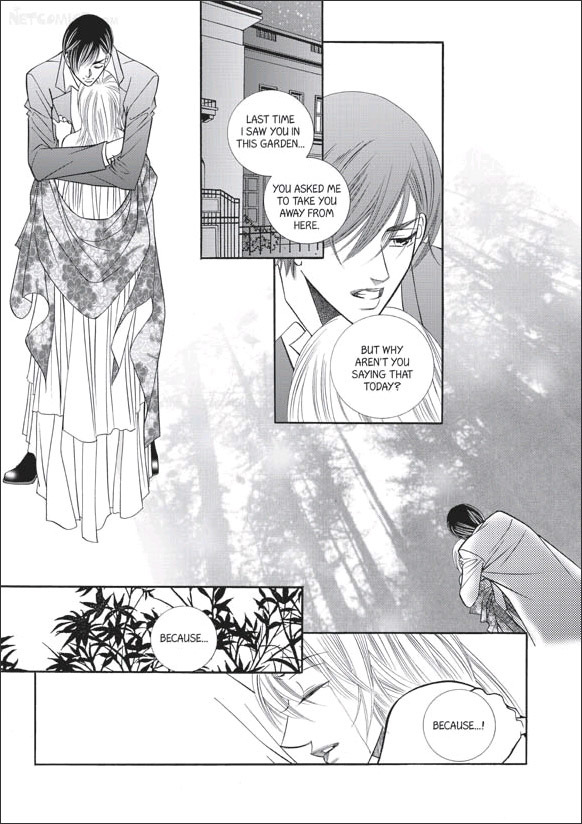 NETCOMICS
LAST TIME
I SAW YOU IN
THIS GARDEN...
YOU ASKED ME
TO TAKE YOU
AWAY FROM
HERE.
BUT WHY
AREN'T YOU
SAYING THAT
TODAY?
BECAUSE...
BECAUSE...!